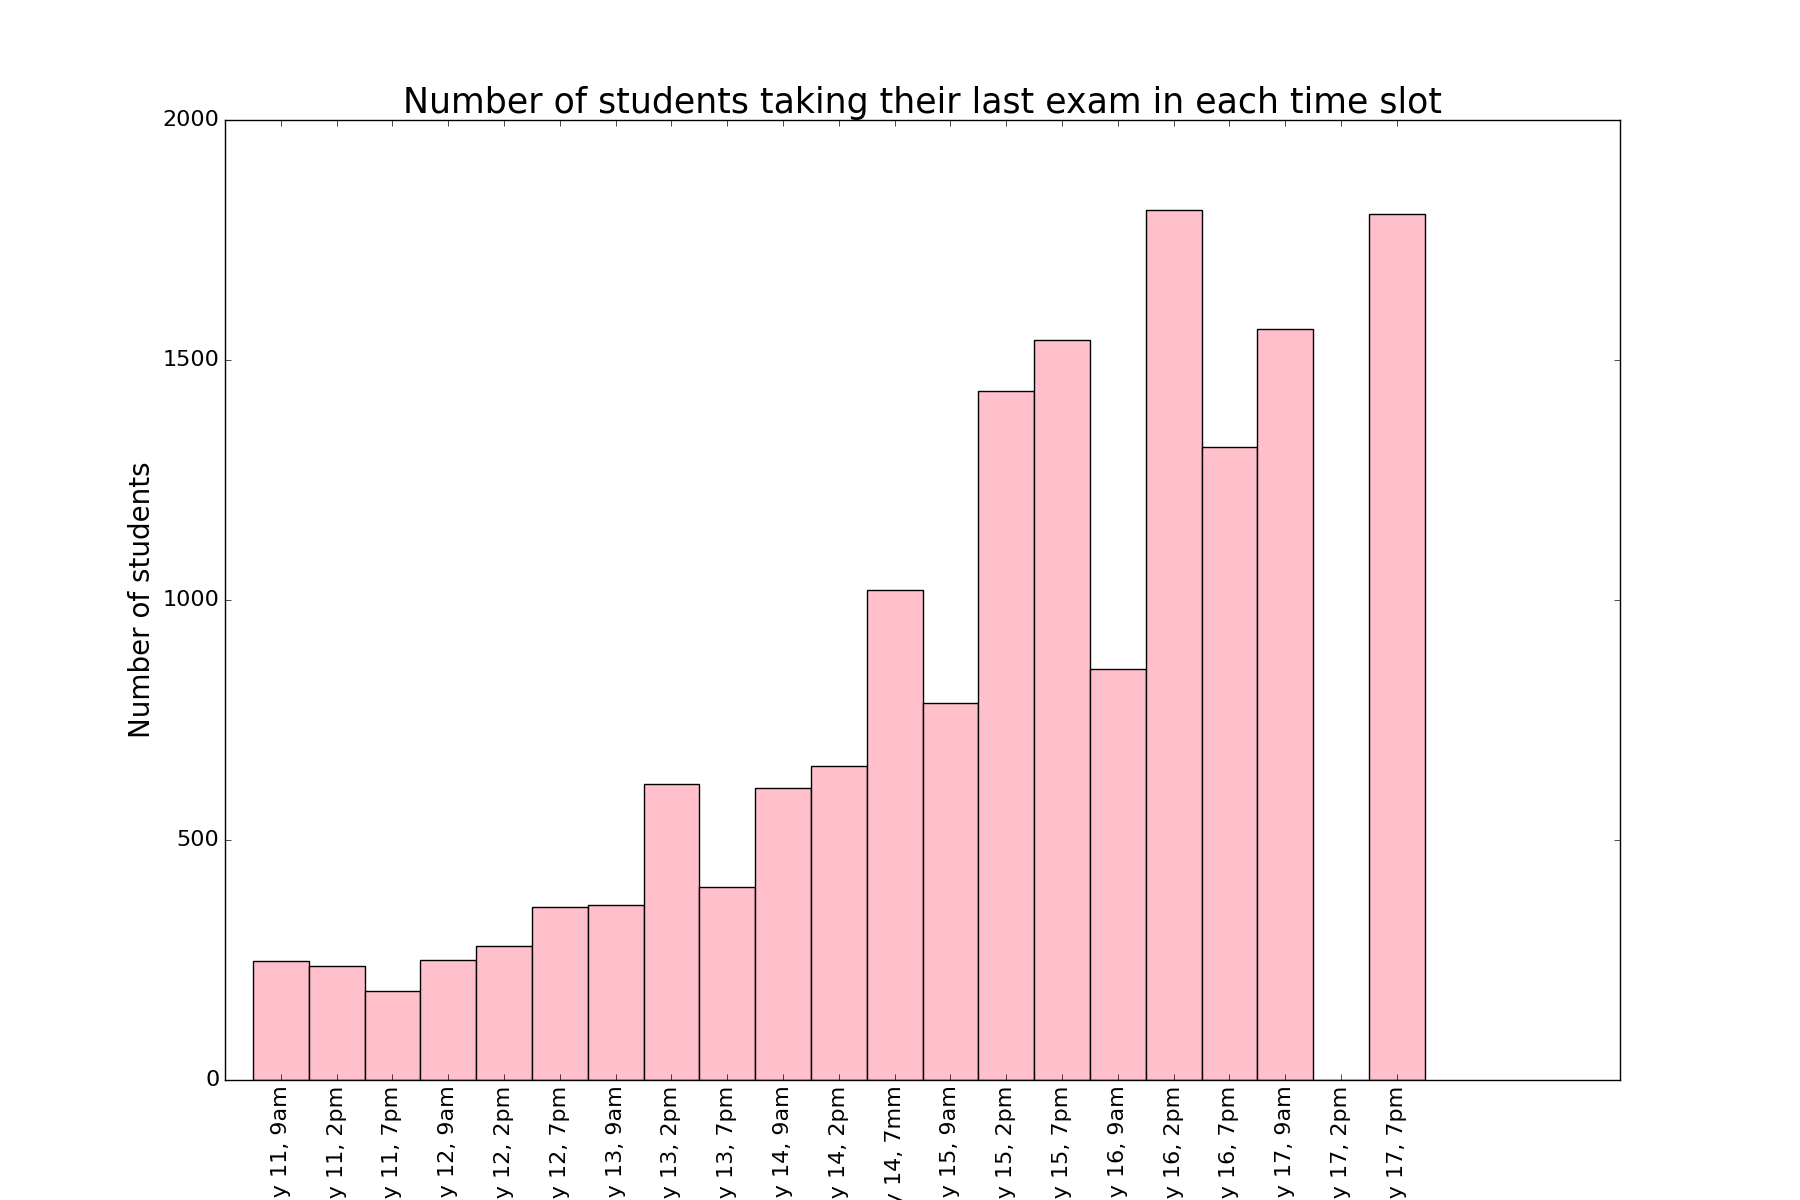 Number of students taking their last exam in each time slot
Number of students
2000
1500
1000
500
0
y 11, 9am
y 11, 2pm
y 11, 7pm
y 12, 9am
y 12, 2pm
y 12, 7pm
y 13, 9am
y 13, 2pm
y 13, 7pm
y 14, 9am
y 14, 2pm
y 14, 7mm
y 15, 9am
y 15, 2pm
y 15, 7pm
y 16, 9am
y 16, 2pm
y 16, 7pm
y 17, 9am
y 17, 2pm
y 17, 7pm